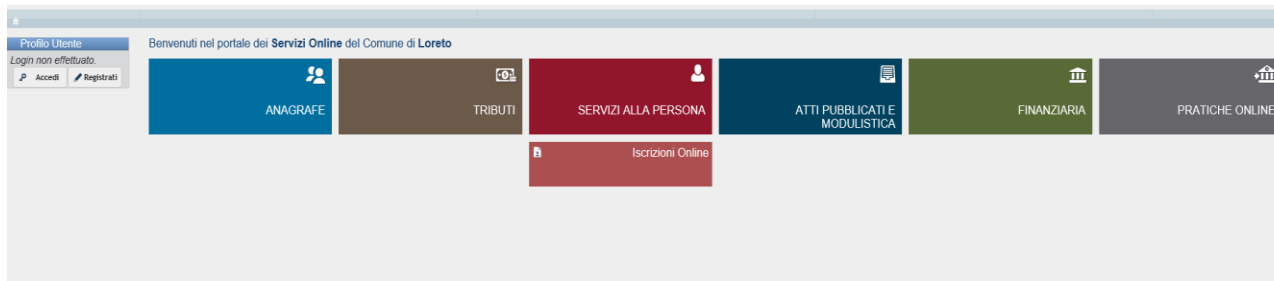 Profilo Utente
Login non effettuato.
Accedi Registrati
Benvenuti nel portale dei Servizi Online del Comune di Loreto
ANAGRAFE
TRIBUTI
SERVIZI ALLA PERSONA
ATTI PUBBLICATI E
MODULISTICA
FINANZIARIA
PRATICHE ONLINE
Iscrizioni Online